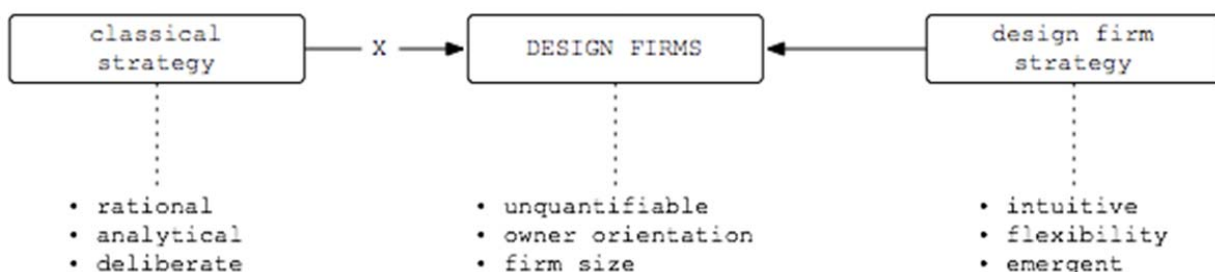 classical
strategy
X
DESIGN FIRMS
design firm
strategy
• rational
• analytical
• deliberate
• unquantifiable
• owner orientation
• firm size
• intuitive
• flexibility
• emergent